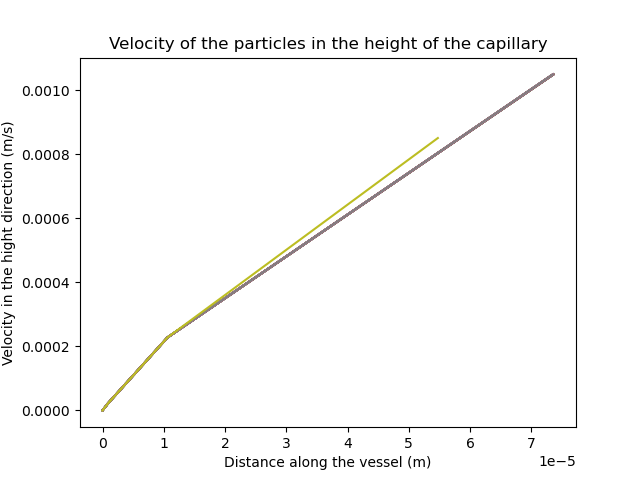 Velocity of the particles in the height of the capillary
Velocity in the hight direction (m/s)
0.0010
0.0008
0.0006
0.0004
0.0002
0.0000
0 1 2 3 4 5 6 7
1e−5
Distance along the vessel (m)